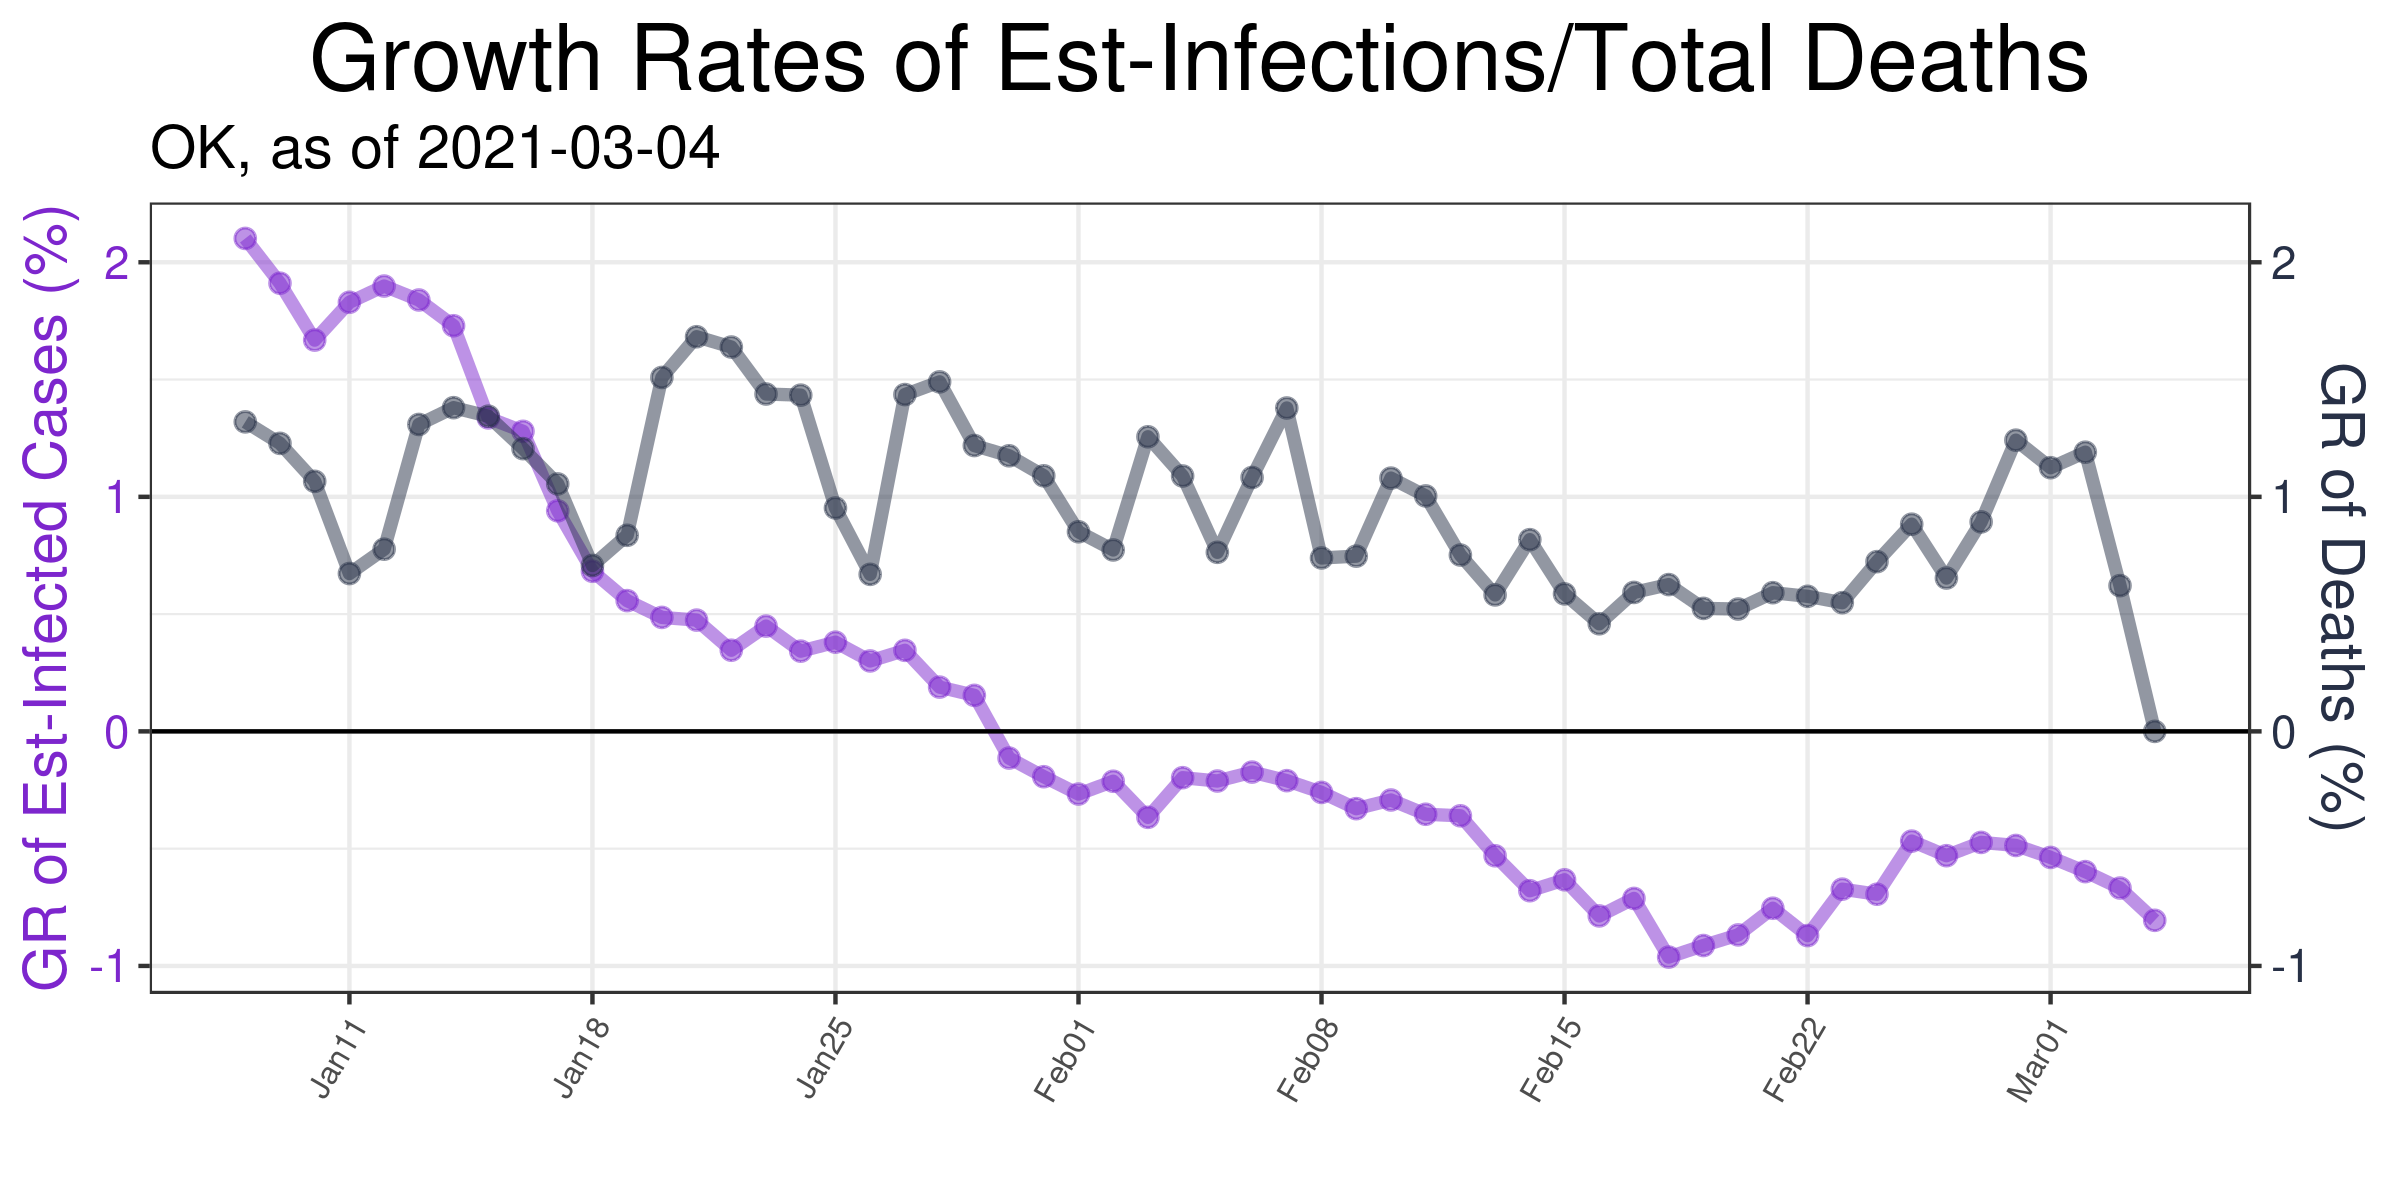 Growth Rates of Est-Infections/Total Deaths
OK, as of 2021-03-04
GR of Est-Infected Cases (%)
2
1
0
-1
2
1
0
-1
GR of Deaths (%)
Jan11
Jan18
Jan25
Feb01
Feb08
Feb15
Feb22
Mar01